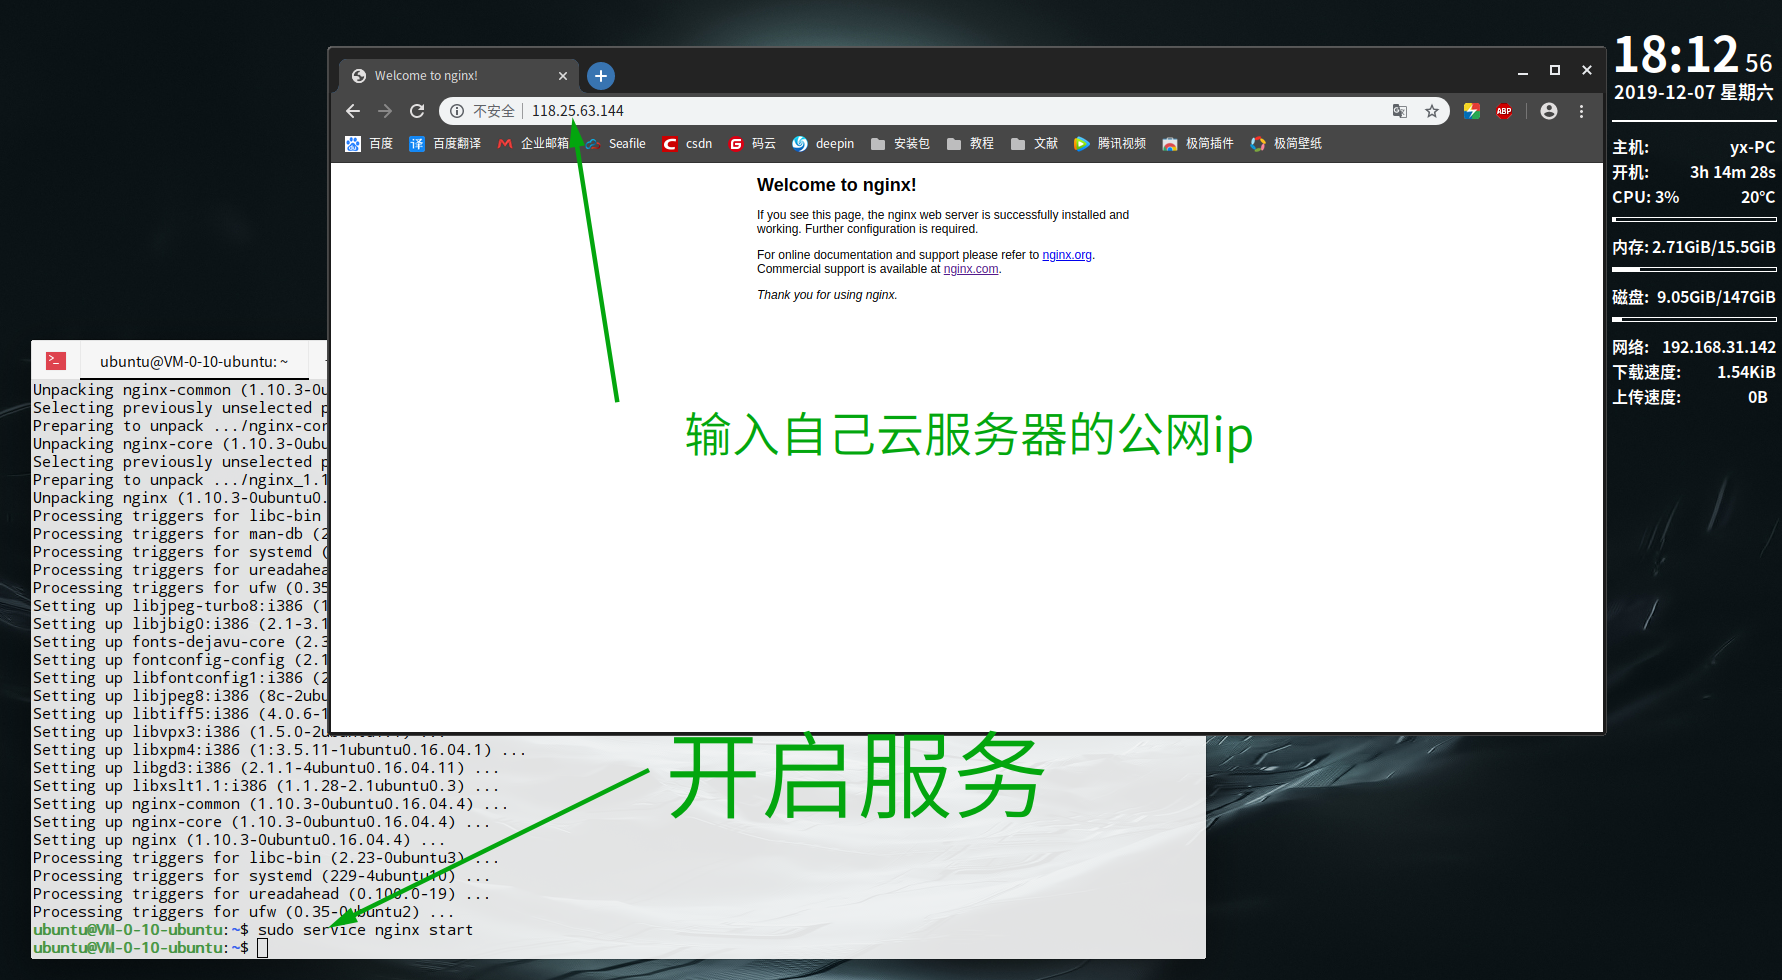 Welcome to nginx!
不安全 118.25.63.144
百度 百度翻译 企业邮箱 Seafile csdn 码云 deepin 安装包 教程 文献 腾讯视频 极简插件 极简壁纸
Welcome to nginx!
If you see this page, the nginx web server is successfully installed and
working. Further configuration is required.
For online documentation and support please refer to nginx.org.
Commercial support is available at nginx.com.
Thank you for using nginx.
输入自己云服务器的公网ip
18:12 56
2019-12-07 星期六
主机: yx-PC
开机: 3h 14m 28s
CPU: 3% 20°C
内存: 2.71GiB/15.5GiB
磁盘: 9.05GiB/147GiB
网络: 192.168.31.142
下载速度: 1.54KiB
上传速度: 0B
ubuntu@VM-0-10-ubuntu: ~
Unpacking nginx-common (1.10.3-0u
Selecting previously unselected p
Preparing to unpack .../nginx-cor
Unpacking nginx-core (1.10.3-0ubu
Selecting previously unselected p
Preparing to unpack .../nginx_1.1
Unpacking nginx (1.10.3-0ubuntu0.
Processing triggers for libc-bin
Processing triggers for man-db (2
Processing triggers for systemd (
Processing triggers for ureadahea
Processing triggers for ufw (0.35
Setting up libjpeg-turbo8:i386 (1
Setting up libjbig0:i386 (2.1-3.1
Setting up fonts-dejavu-core (2.3
Setting up fontconfig-config (2.1
Setting up libfontconfig1:i386 (2
Setting up libjpeg8:i386 (8c-2ubu
Setting up libtiff5:i386 (4.0.6-1
Setting up libvpx3:i386 (1.5.0-2u
Setting up libxpm4:i386 (1:3.5.11-1ubuntu0.16.04.1) ...
Setting up libgd3:i386 (2.1.1-4ubuntu0.16.04.11) ...
Setting up libxslt1.1:i386 (1.1.28-2.1ubuntu0.3) ...
Setting up nginx-common (1.10.3-0ubuntu0.16.04.4) ...
Setting up nginx-core (1.10.3-0ubuntu0.16.04.4) ...
Setting up nginx (1.10.3-0ubuntu0.16.04.4) ...
Processing triggers for libc-bin (2.23-0ubuntu3) ...
Processing triggers for systemd (229-4ubuntu10) ...
Processing triggers for ureadahead (0.100.0-19) ...
Processing triggers for ufw (0.35-0ubuntu2) ...
ubuntu@VM-0-10-ubuntu:~$ sudo service nginx start
ubuntu@VM-0-10-ubuntu:~$
开启服务